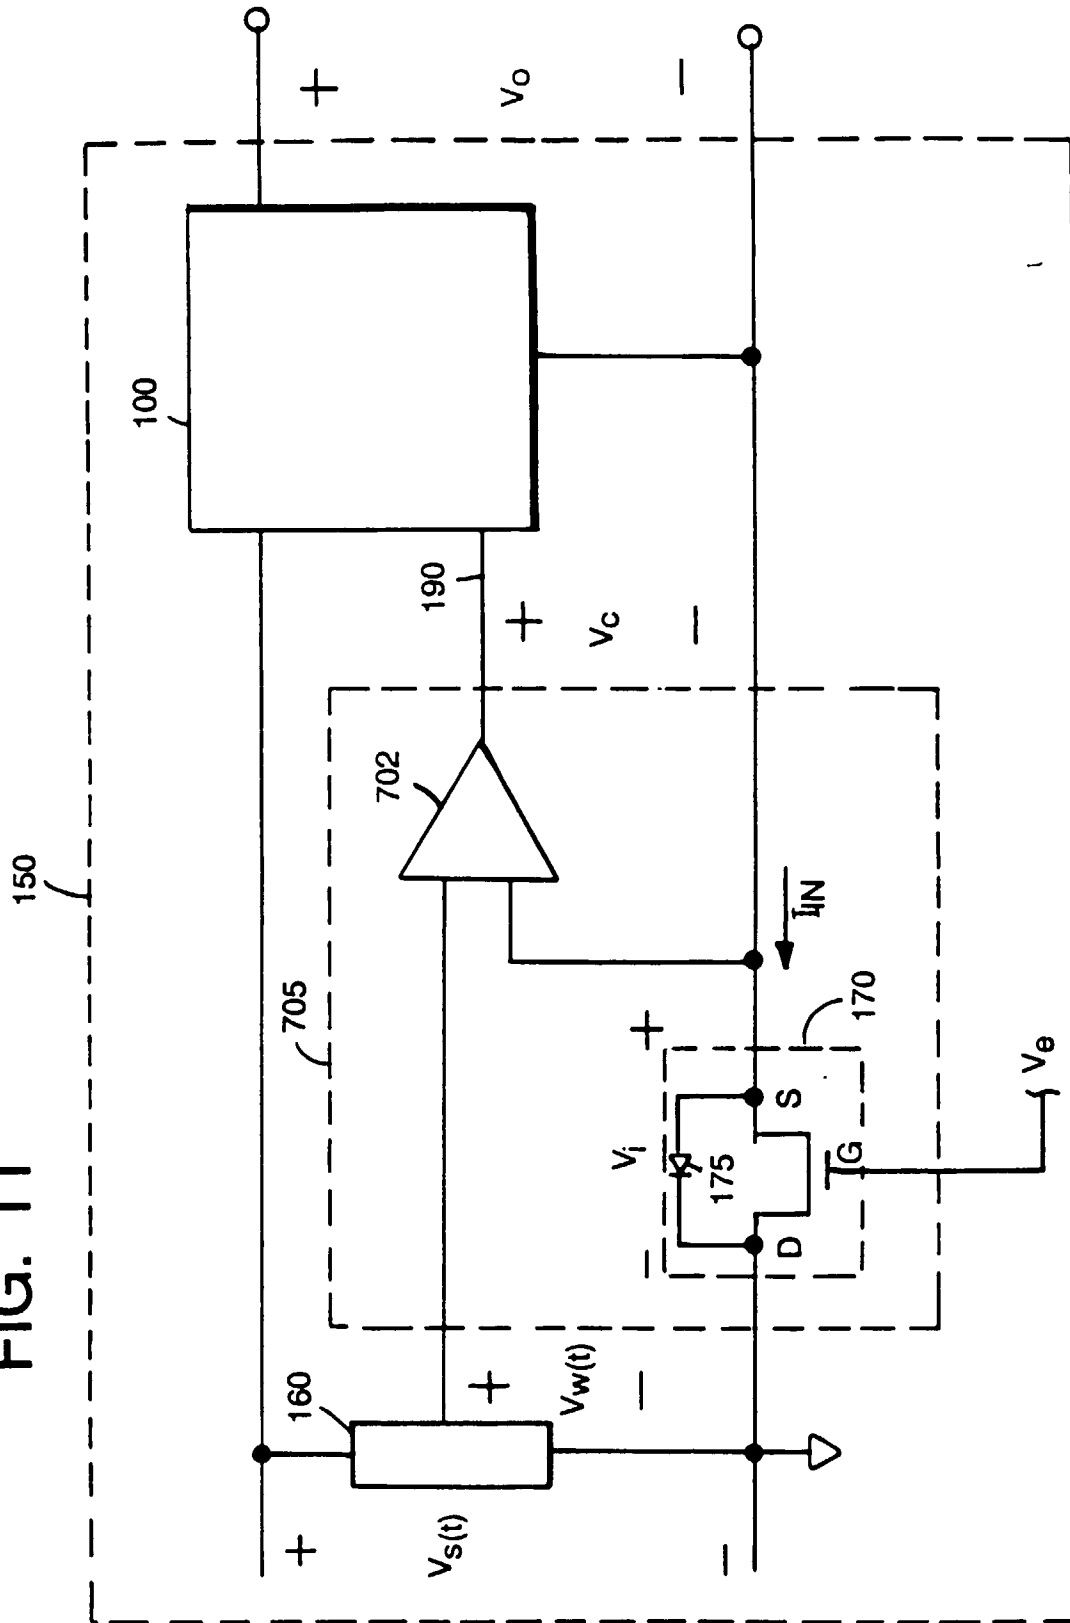 FIG. 11
150
+
Vo
−
100
190
+
Vc
−
702
705
IIN
170
+
Vi
−
175
S
G
D
Ve
160
+
Vw(t)
−
+
Vs(t)
−